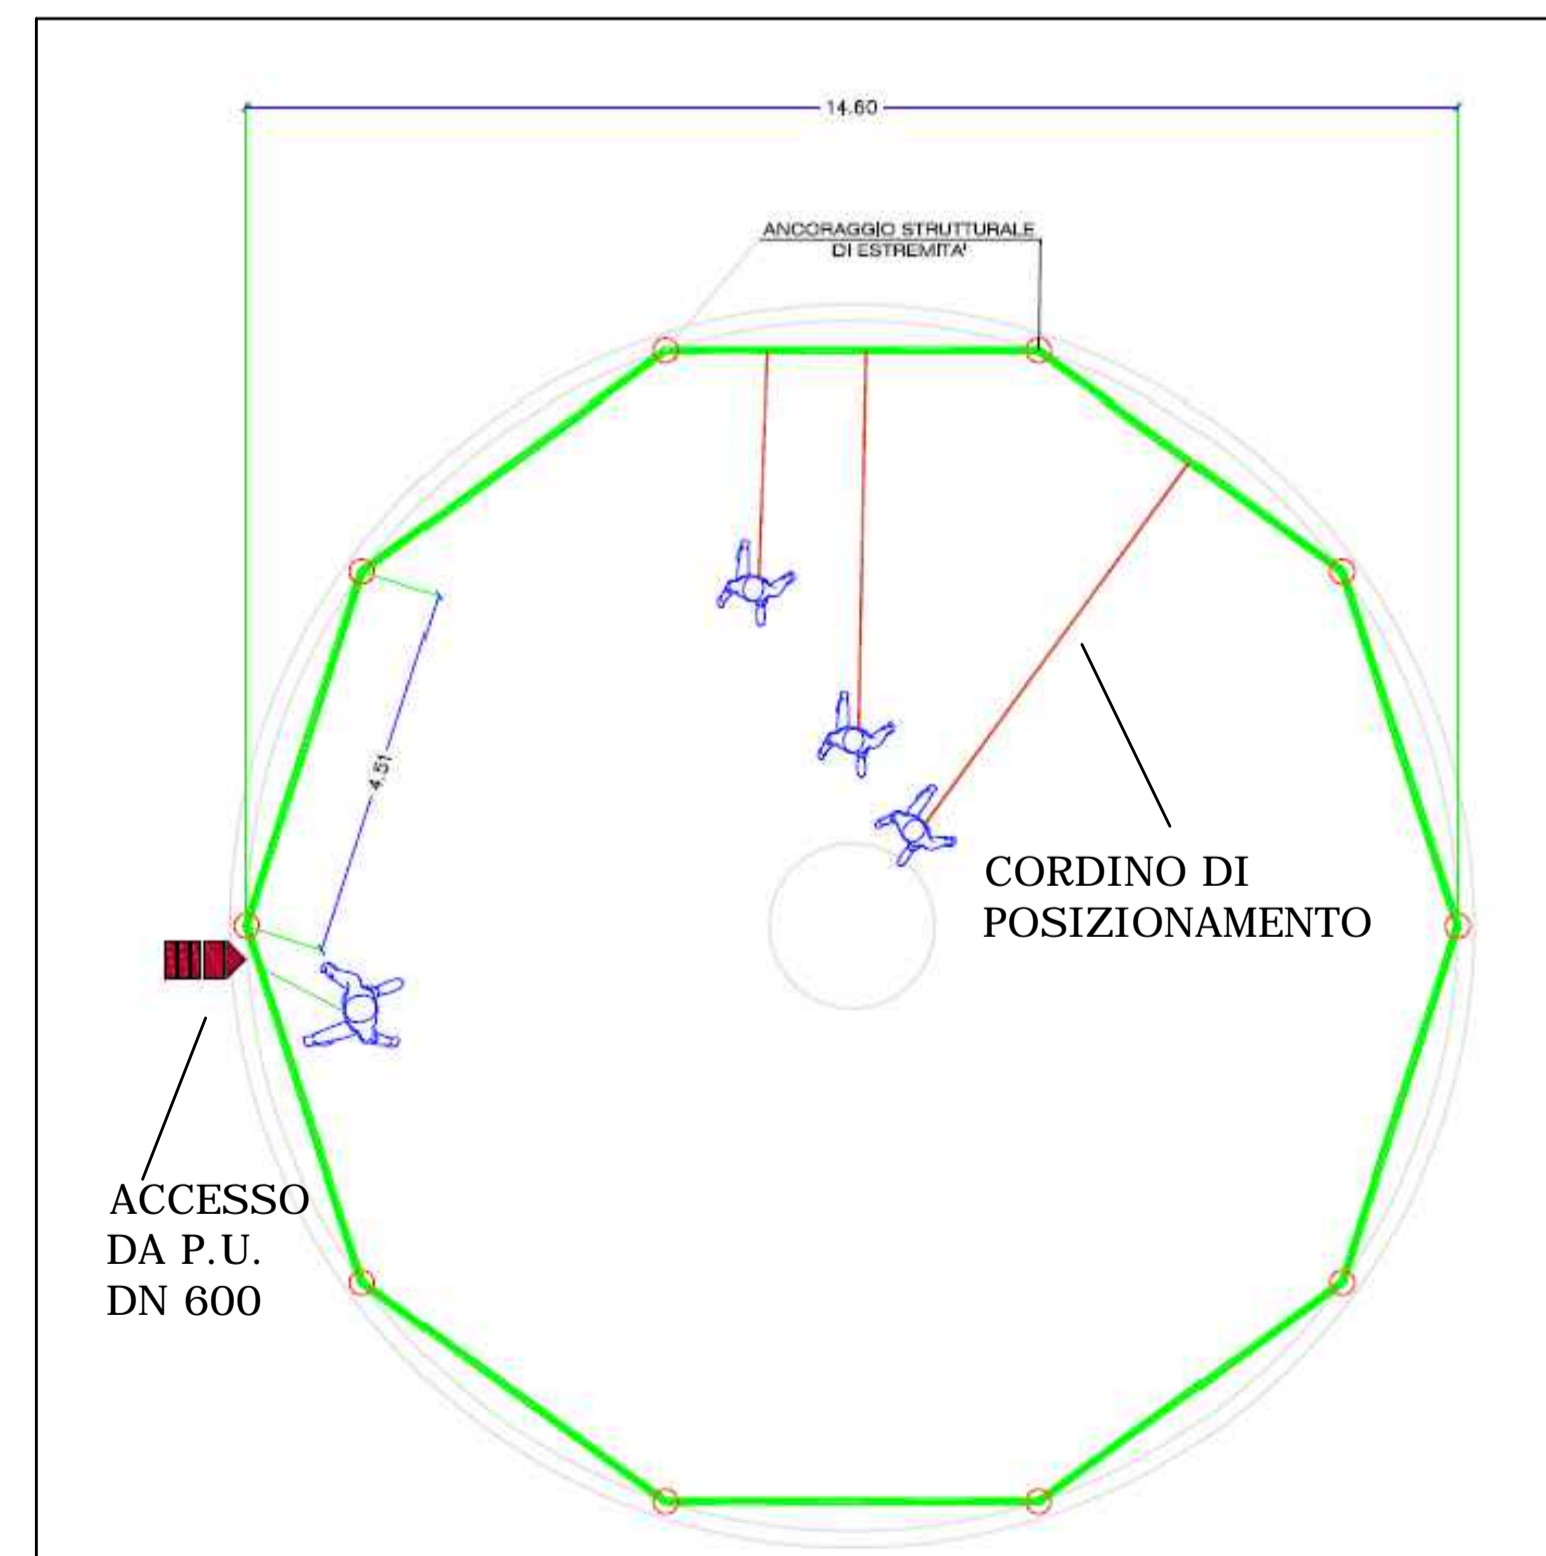 14.60
ANCORAGGIO STRUTTURALE
DI ESTREMITA'
4.51
CORDINO DI
POSIZIONAMENTO
ACCESSO
DA P.U.
DN 600